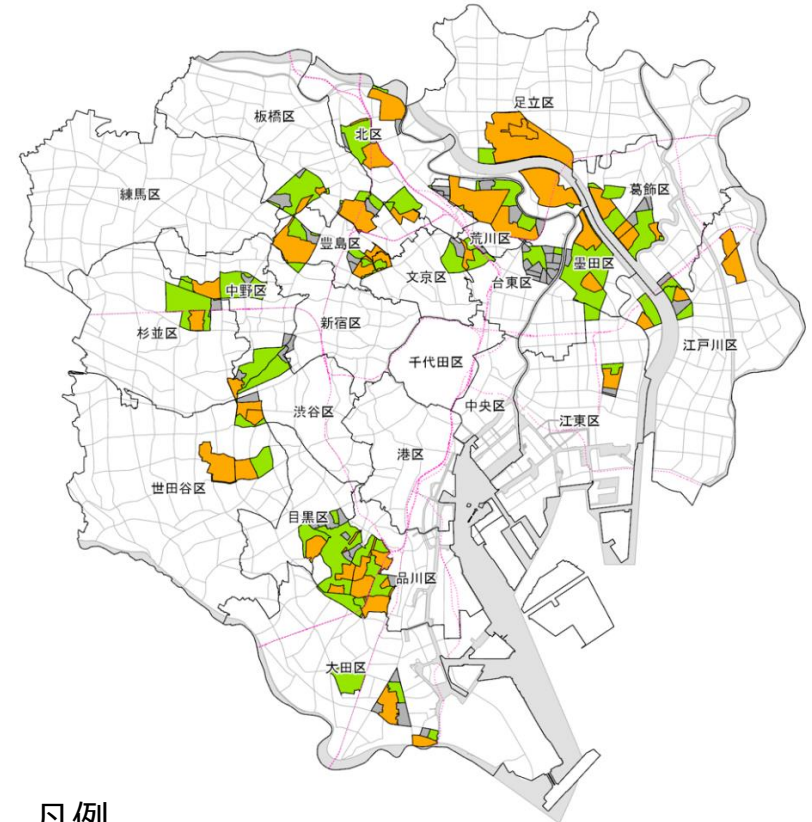 足立区
板橋区
北区
葛飾区
練馬区
荒川区
豊島区
墨田区
文京区
台東区
中野区
新宿区
杉並区
江戸川区
千代田区
中央区
渋谷区
江東区
港区
世田谷区
目黒区
品川区
大田区
凡例